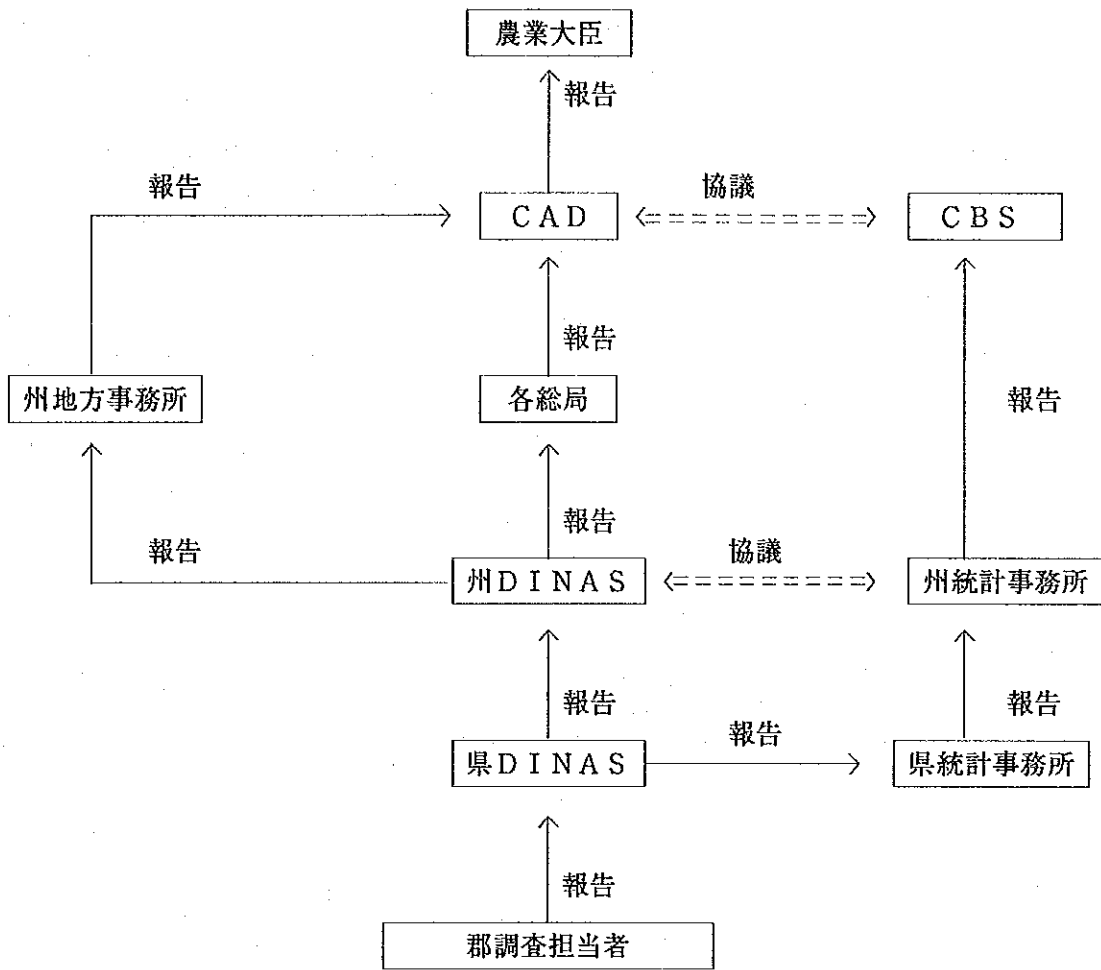 農業大臣
報告
報告
協議
CAD
CBS
報告
州地方事務所
各総局
報告
報告
報告
協議
州DINAS
州統計事務所
報告
報告
報告
県DINAS
県統計事務所
報告
郡調査担当者